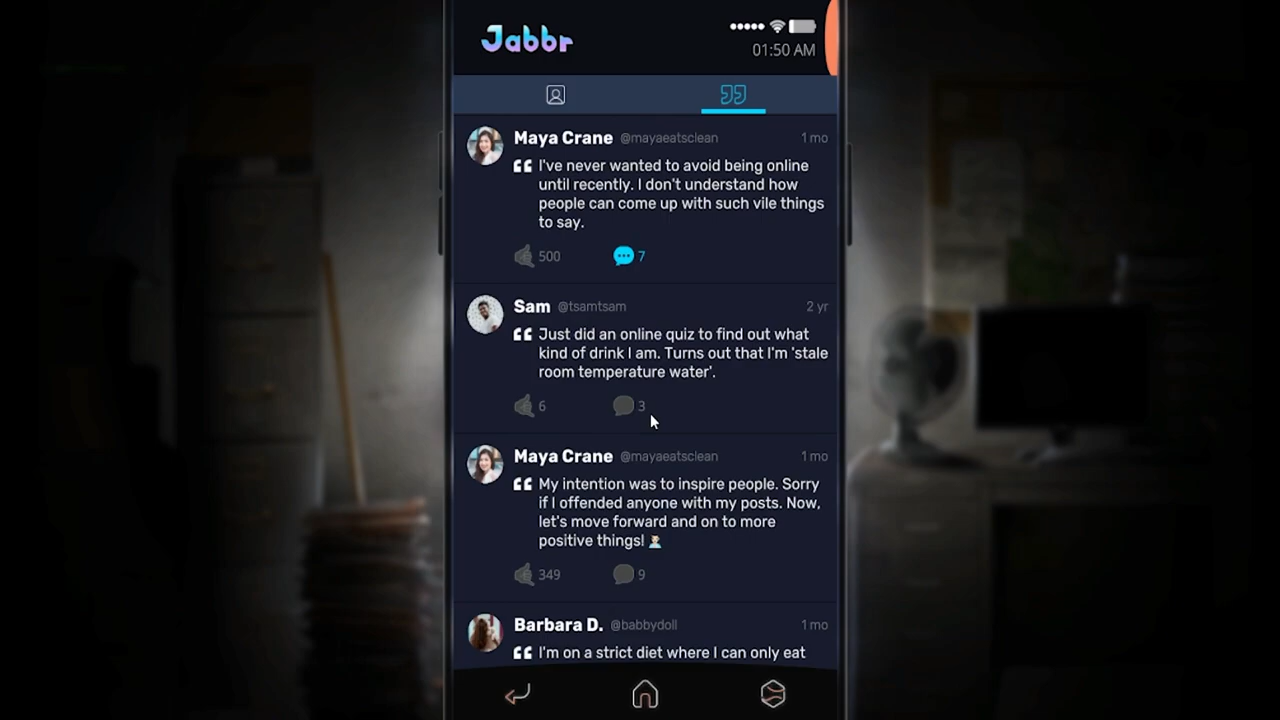 Jabbr
01:50 AM
Maya Crane @mayaeatsclean 1 mo
I've never wanted to avoid being online
until recently. I don't understand how
people can come up with such vile things
to say.
500 7
Sam @tsamtsam 2 yr
Just did an online quiz to find out what
kind of drink I am. Turns out that I'm 'stale
room temperature water'.
6 3
Maya Crane @mayaeatsclean 1 mo
My intention was to inspire people. Sorry
if I offended anyone with my posts. Now,
let's move forward and on to more
positive things!
349 9
Barbara D. @babbydoll 1 mo
I'm on a strict diet where I can only eat